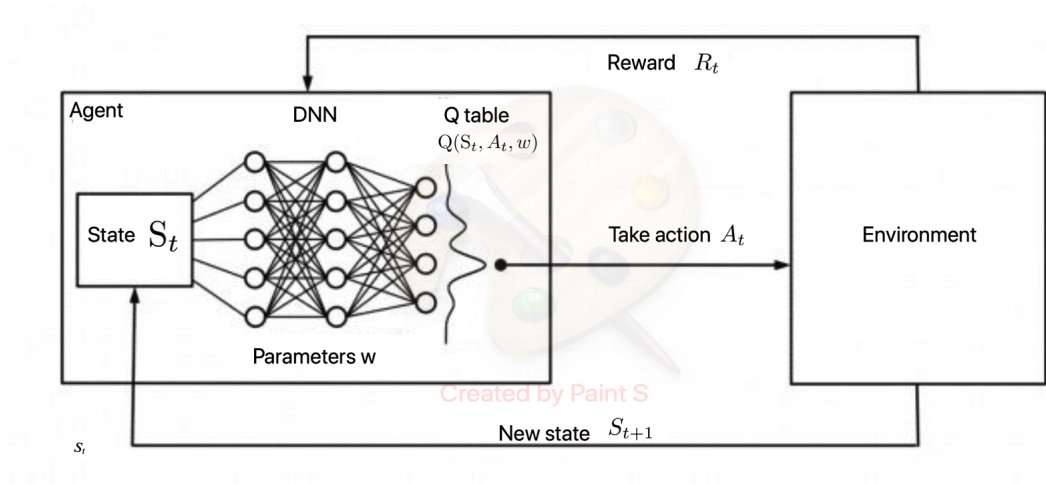 Reward R_t
Agent
DNN
Q table
Q(S_t, A_t, w)
State S_t
Take action A_t
Environment
Parameters w
Created by Paint S
New state S_{t+1}
s_t